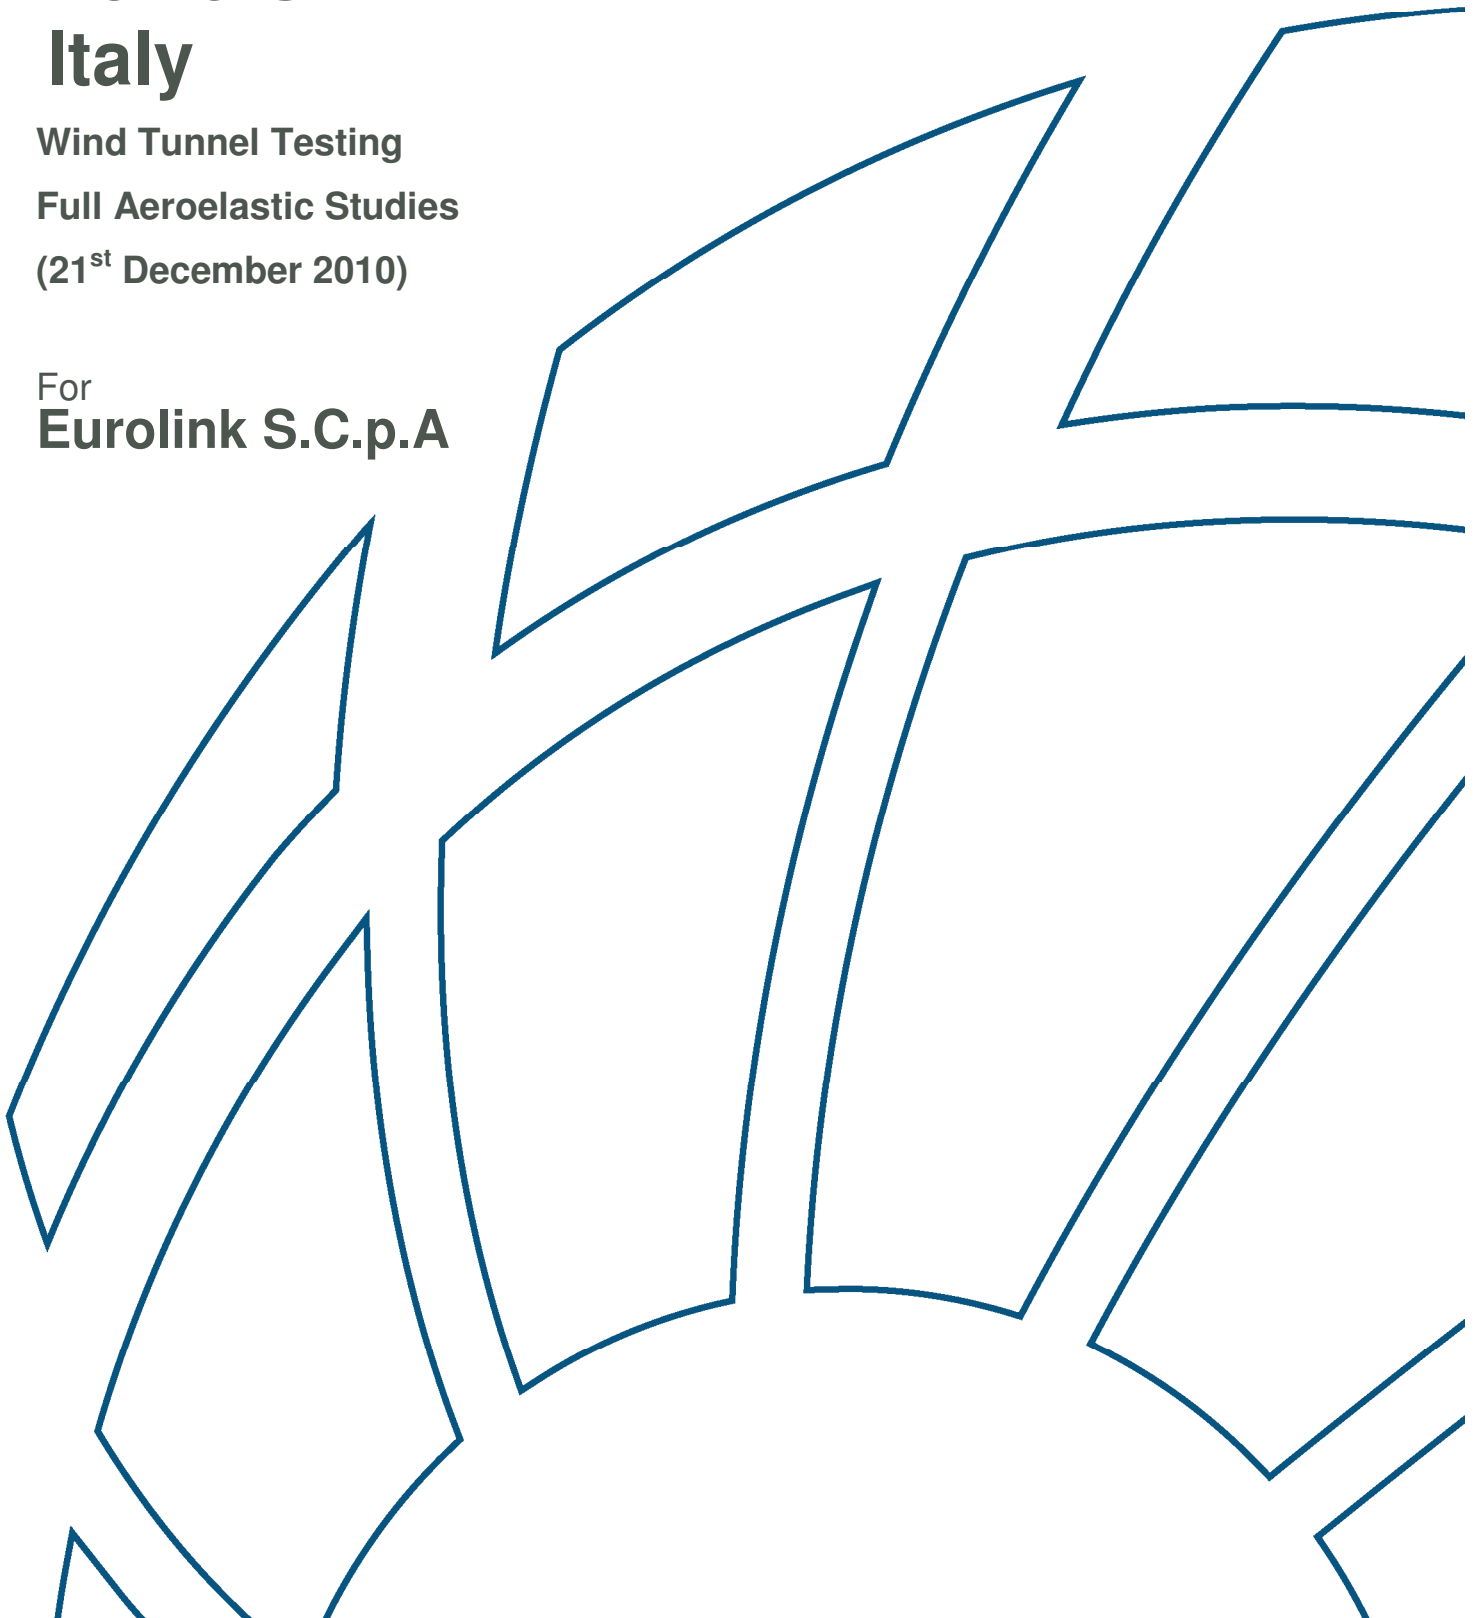 Italy
Wind Tunnel Testing
Full Aeroelastic Studies
(21st December 2010)
For
Eurolink S.C.p.A